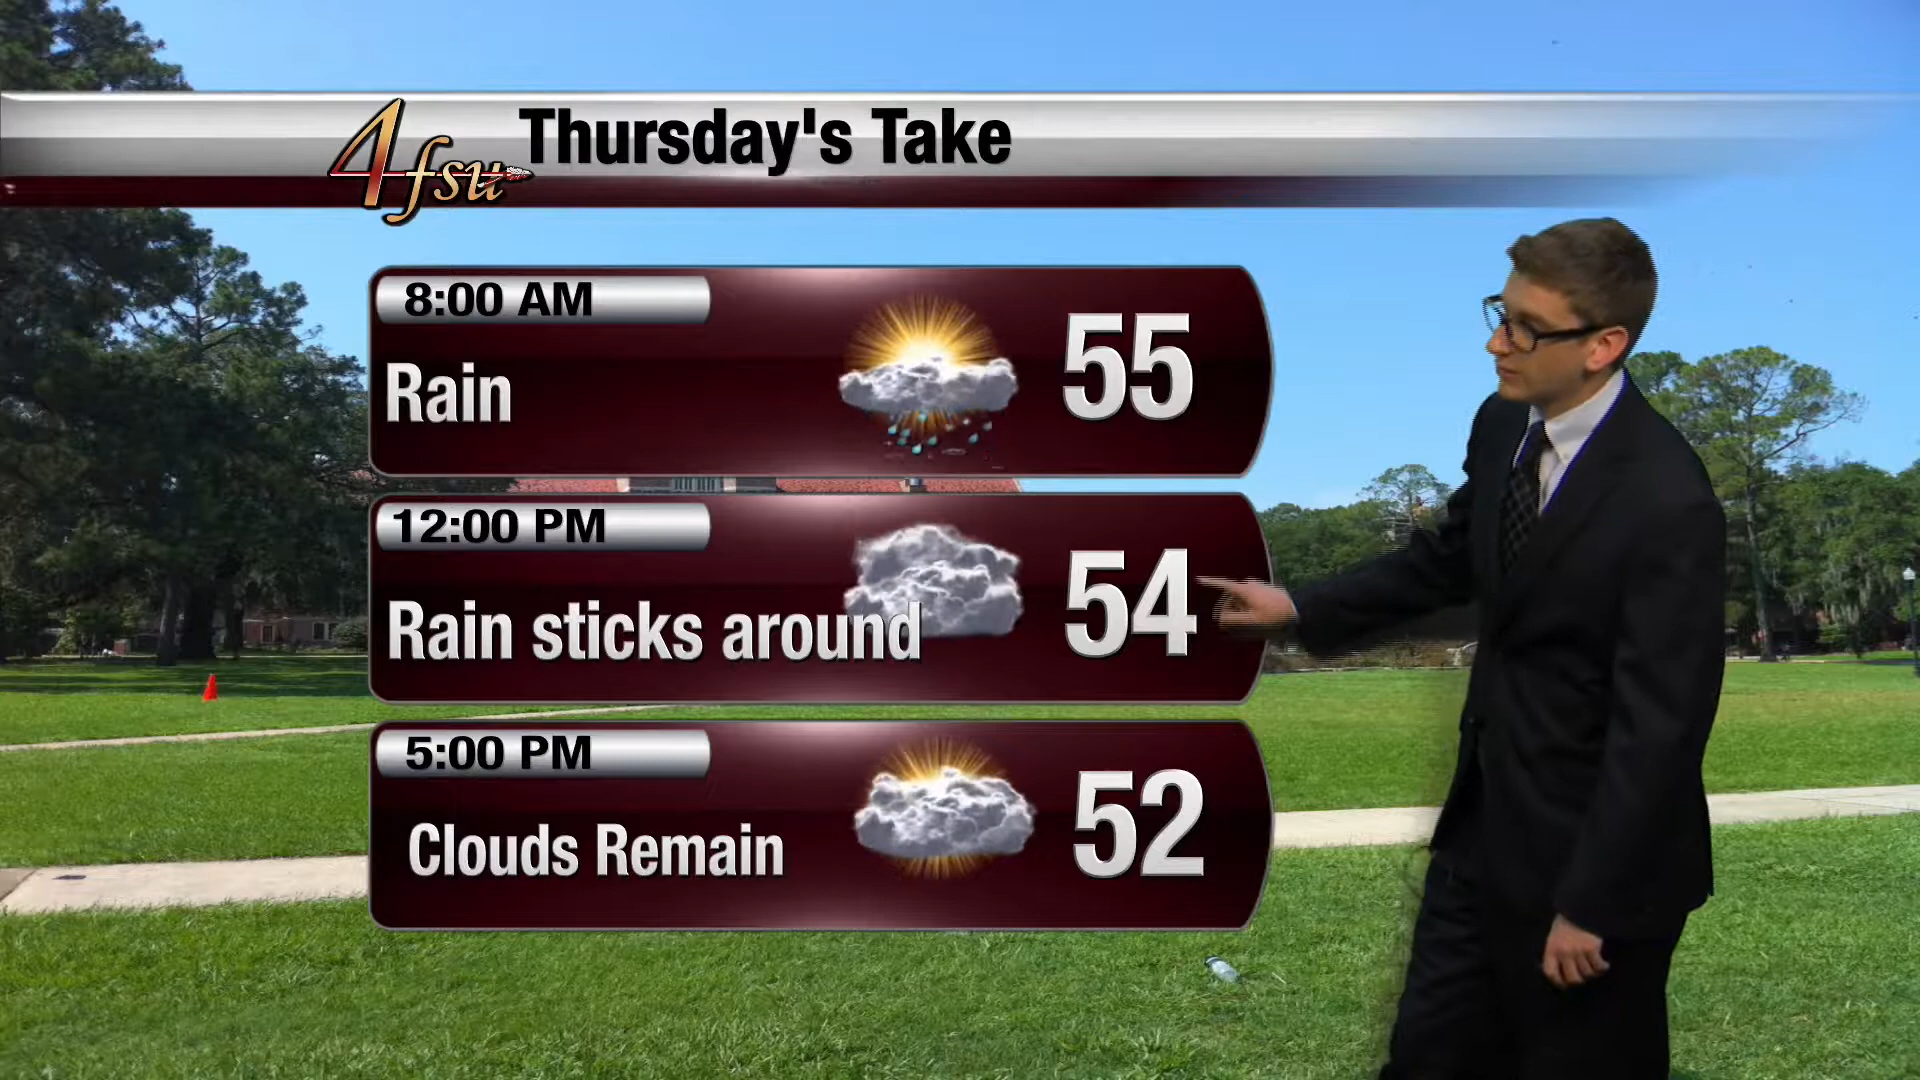 4fsu Thursday's Take
8:00 AM
Rain
55
12:00 PM
Rain sticks around
54
5:00 PM
Clouds Remain
52